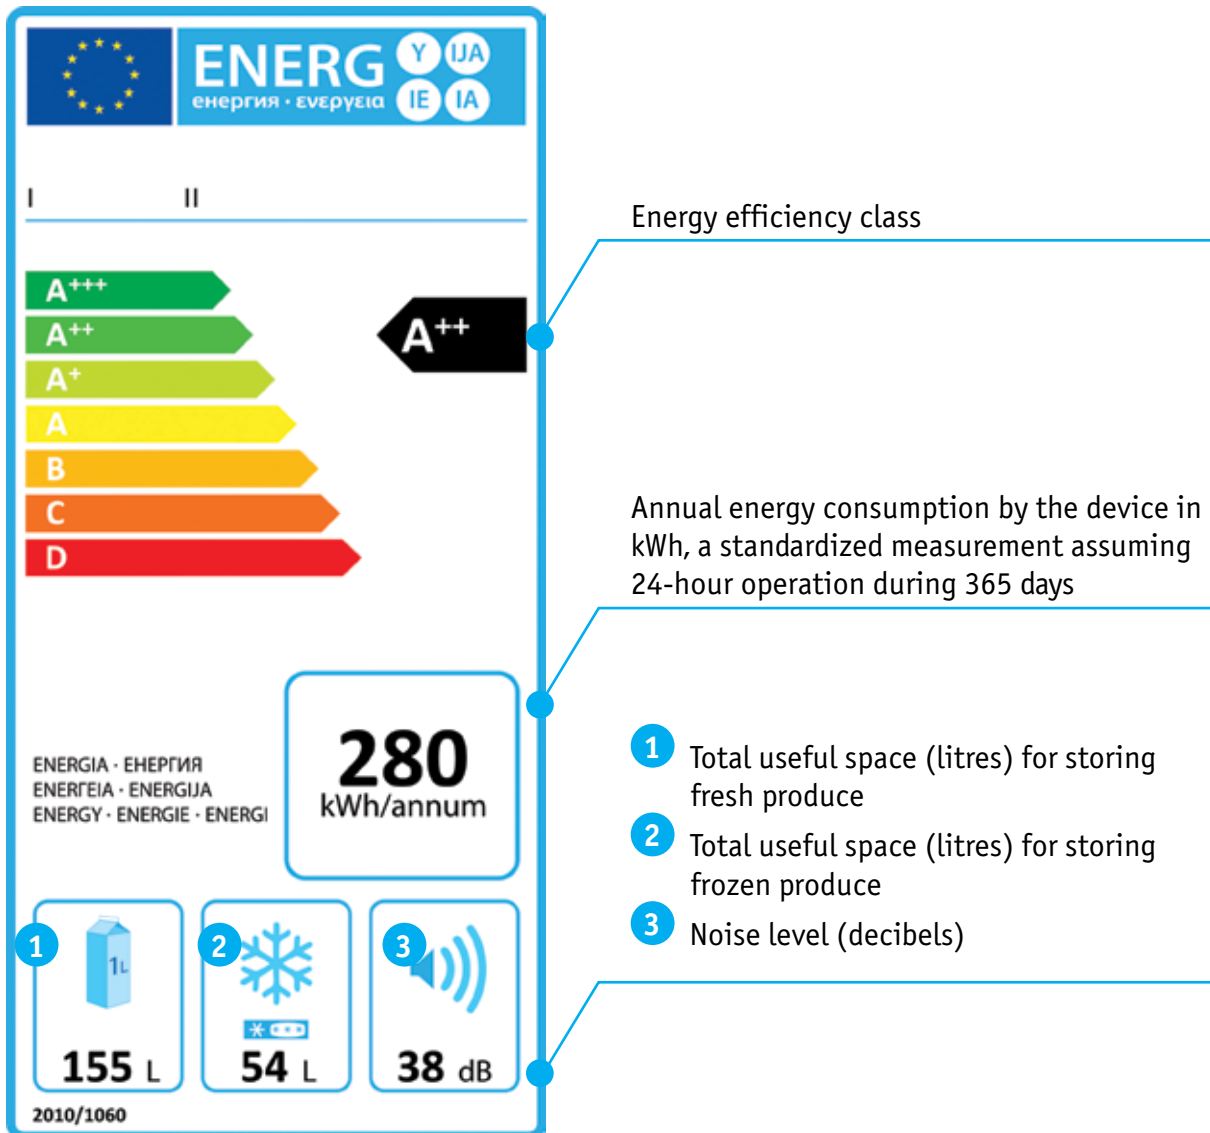 ENERG Y IJA
енергия · ενεργεια IE IA
I II
Energy efficiency class
A+++
A++
A++
A+
A
B
C
D
Annual energy consumption by the device in
kWh, a standardized measurement assuming
24-hour operation during 365 days
280
kWh/annum
ENERGIA · ЕНЕРГИЯ
ΕΝΕΡΓΕΙΑ · ENERGIJA
ENERGY · ENERGIE · ENERGI
1 Total useful space (litres) for storing
fresh produce
2 Total useful space (litres) for storing
frozen produce
3 Noise level (decibels)
1
1L
155 L
2
54 L
3
38 dB
2010/1060